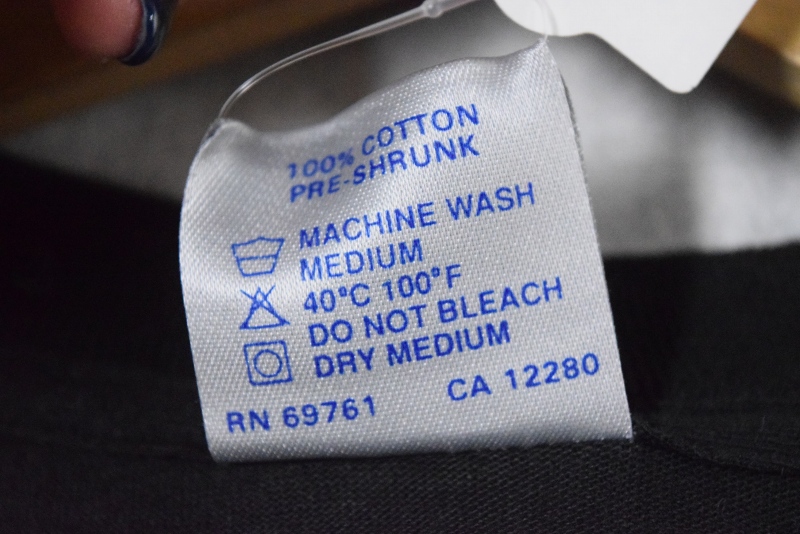 100% COTTON
PRE-SHRUNK
MACHINE WASH
MEDIUM
40°C 100°F
DO NOT BLEACH
DRY MEDIUM
RN 69761 CA 12280